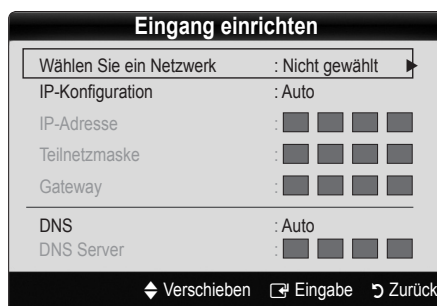 Eingang einrichten
Wählen Sie ein Netzwerk : Nicht gewählt
IP-Konfiguration : Auto
IP-Adresse :
Teilnetzmaske :
Gateway :
DNS : Auto
DNS Server :
Verschieben Eingabe Zurück